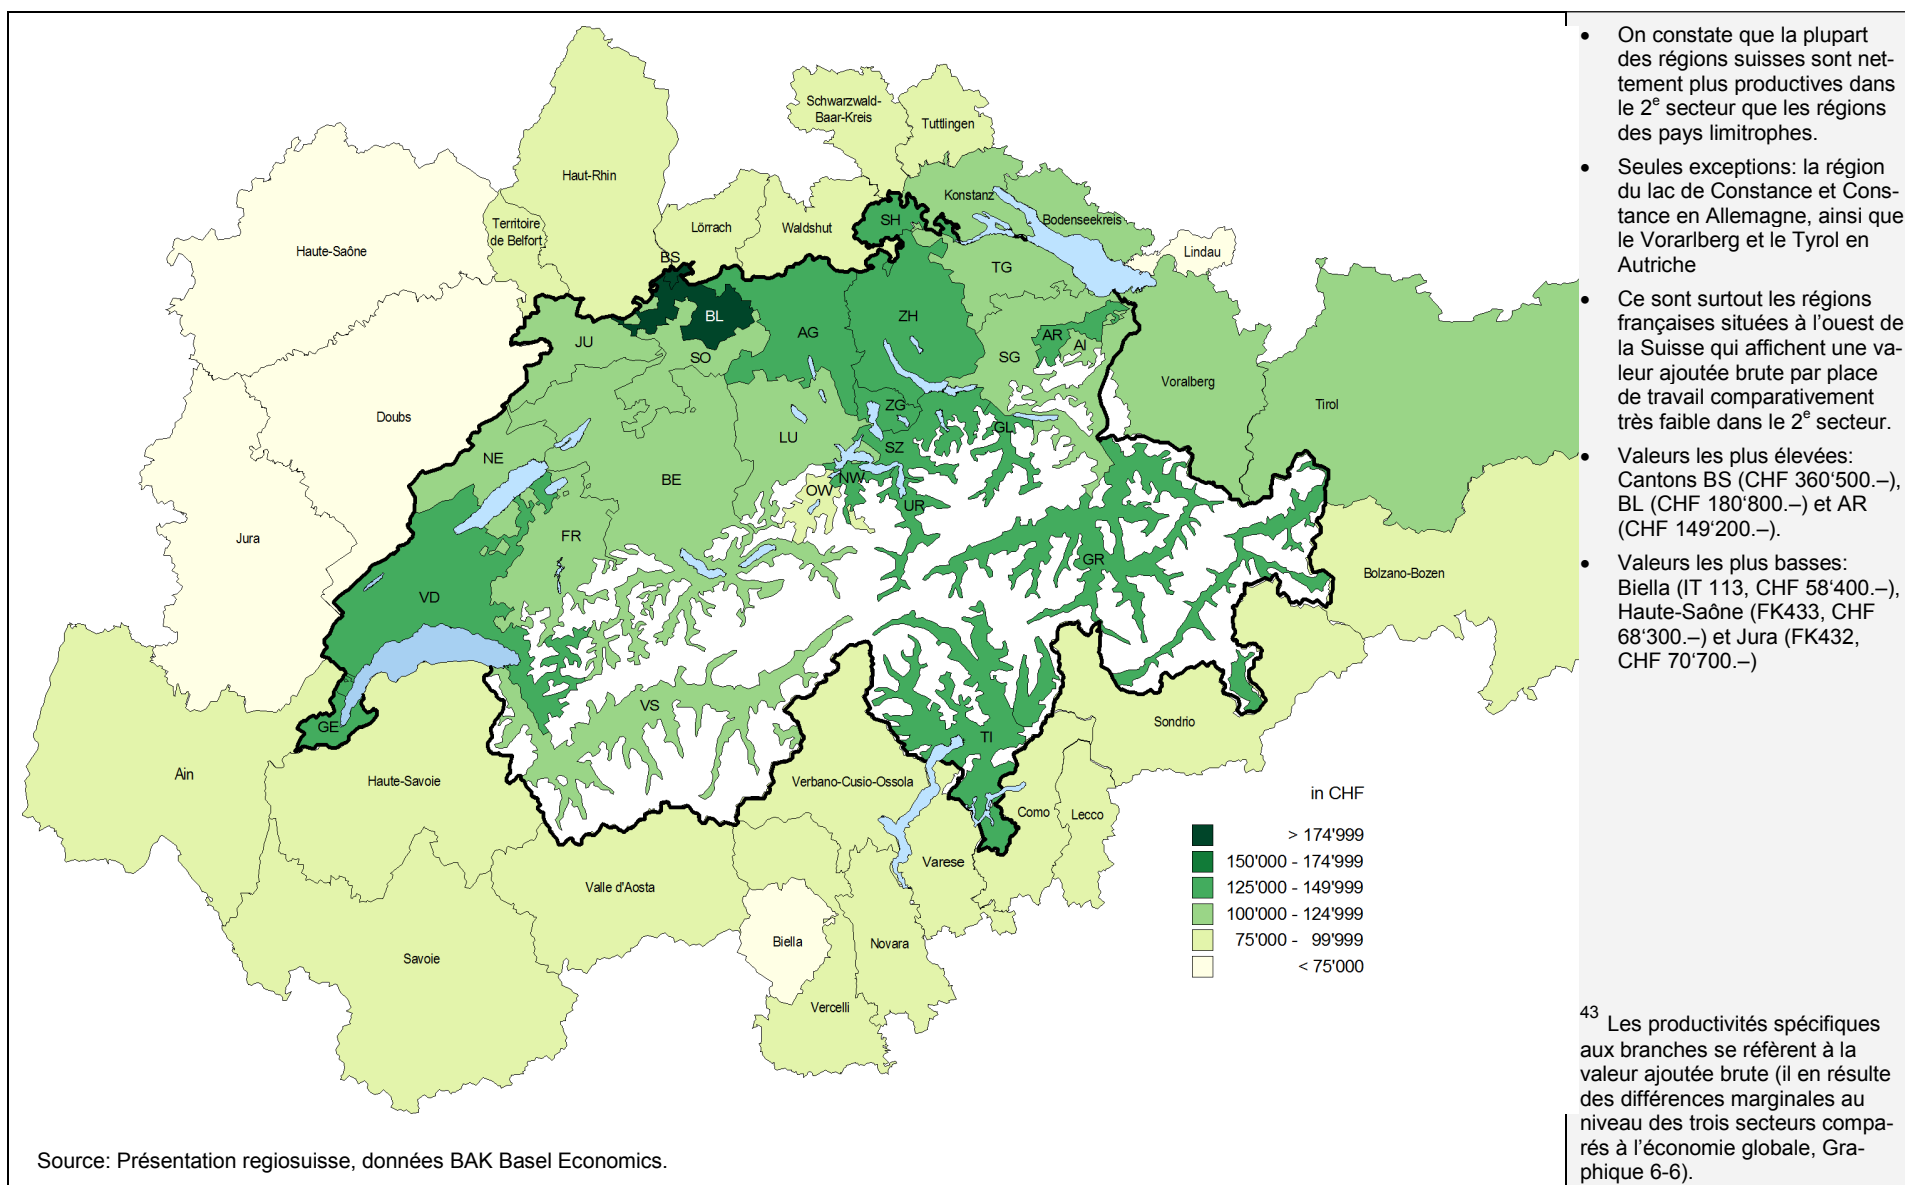 Schwarzwald-
Baar-Kreis
Tuttlingen
Haut-Rhin
Konstanz
Bodenseekreis
Territoire
de Belfort
Lörrach
Waldshut
SH
Haute-Saône
BS
TG
Lindau
BL
AG
ZH
AR
AI
JU
SO
SG
Voralberg
Tirol
Doubs
ZG
LU
GL
SZ
NE
BE
NW
OW
UR
Jura
FR
GR
Bolzano-Bozen
VD
VS
Sondrio
GE
TI
Ain
Haute-Savoie
Verbano-Cusio-Ossola
Como
Lecco
Varese
Valle d'Aosta
Biella
Novara
Savoie
Vercelli
in CHF
> 174'999
150'000 - 174'999
125'000 - 149'999
100'000 - 124'999
75'000 - 99'999
< 75'000
Source: Présentation regiosuisse, données BAK Basel Economics.
• On constate que la plupart
des régions suisses sont net-
tement plus productives dans
le 2e secteur que les régions
des pays limitrophes.
• Seules exceptions: la région
du lac de Constance et Cons-
tance en Allemagne, ainsi que
le Vorarlberg et le Tyrol en
Autriche
• Ce sont surtout les régions
françaises situées à l’ouest de
la Suisse qui affichent une va-
leur ajoutée brute par place
de travail comparativement
très faible dans le 2e secteur.
• Valeurs les plus élevées:
Cantons BS (CHF 360‘500.–),
BL (CHF 180‘800.–) et AR
(CHF 149‘200.–).
• Valeurs les plus basses:
Biella (IT 113, CHF 58‘400.–),
Haute-Saône (FK433, CHF
68‘300.–) et Jura (FK432,
CHF 70‘700.–)
43 Les productivités spécifiques
aux branches se réfèrent à la
valeur ajoutée brute (il en résulte
des différences marginales au
niveau des trois secteurs compa-
rés à l’économie globale, Gra-
phique 6-6).